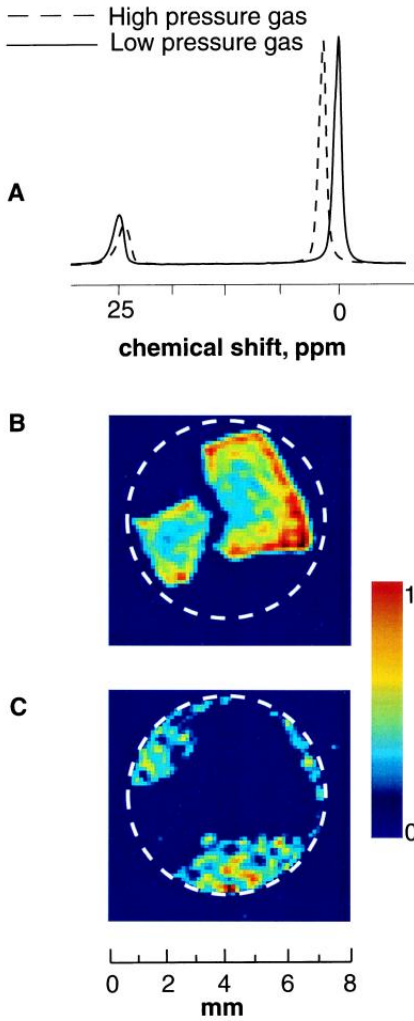 High pressure gas
Low pressure gas
A
25 0
chemical shift, ppm
B
1
C
0
0 2 4 6 8
mm